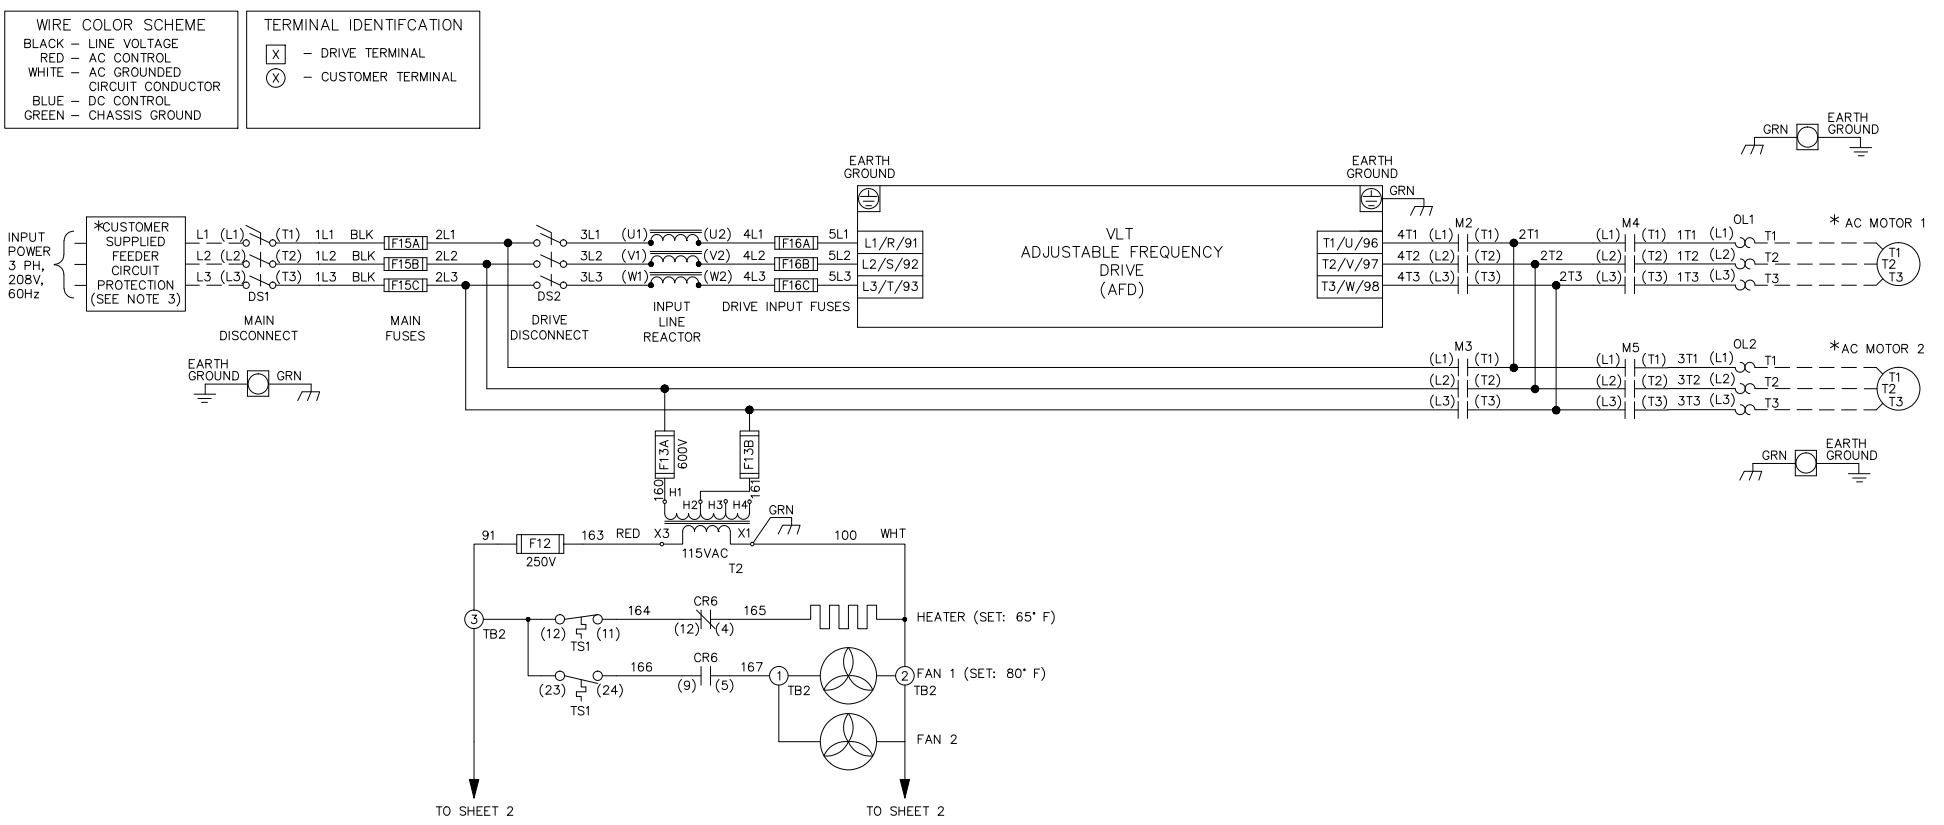 WIRE COLOR SCHEME
BLACK – LINE VOLTAGE
RED – AC CONTROL
WHITE – AC GROUNDED
CIRCUIT CONDUCTOR
BLUE – DC CONTROL
GREEN – CHASSIS GROUND
TERMINAL IDENTIFCATION
X – DRIVE TERMINAL
X – CUSTOMER TERMINAL
GRN EARTH GROUND
EARTH GROUND
EARTH GROUND
GRN
INPUT
POWER
3 PH,
208V,
60Hz
*CUSTOMER
SUPPLIED
FEEDER
CIRCUIT
PROTECTION
(SEE NOTE 3)
L1 (L1) (T1) 1L1 BLK F15A 2L1 3L1 (U1) (U2) 4L1 F16A 5L1 L1/R/91
L2 (L2) (T2) 1L2 BLK F15B 2L2 3L2 (V1) (V2) 4L2 F16B 5L2 L2/S/92
L3 (L3) (T3) 1L3 BLK F15C 2L3 3L3 (W1) (W2) 4L3 F16C 5L3 L3/T/93
DS1
DS2
MAIN
DISCONNECT
MAIN
FUSES
DRIVE
DISCONNECT
INPUT
LINE
REACTOR
DRIVE INPUT FUSES
VLT
ADJUSTABLE FREQUENCY
DRIVE
(AFD)
M2 M4 OL1 * AC MOTOR 1
T1/U/96 4T1 (L1) (T1) 2T1 (L1) (T1) 1T1 (L1) T1 T1
T2/V/97 4T2 (L2) (T2) 2T2 (L2) (T2) 1T2 (L2) T2 T2
T3/W/98 4T3 (L3) (T3) 2T3 (L3) (T3) 1T3 (L3) T3 T3
M3 M5 OL2 *AC MOTOR 2
(L1) (T1) (L1) (T1) 3T1 (L1) T1 T1
(L2) (T2) (L2) (T2) 3T2 (L2) T2 T2
(L3) (T3) (L3) (T3) 3T3 (L3) T3 T3
EARTH
GROUND GRN
GRN EARTH
GROUND
F13A
600V
F13B
160
161
H1
H2 H3 H4
GRN
91 F12 163 RED X3 X1 100 WHT
250V
115VAC
T2
3
TB2
164 CR6 165
(12) (11) (12) (4)
TS1
HEATER (SET: 65° F)
166 CR6 167
(23) (24) (9) (5)
TS1
1
TB2
2
TB2
FAN 1 (SET: 80° F)
FAN 2
TO SHEET 2
TO SHEET 2